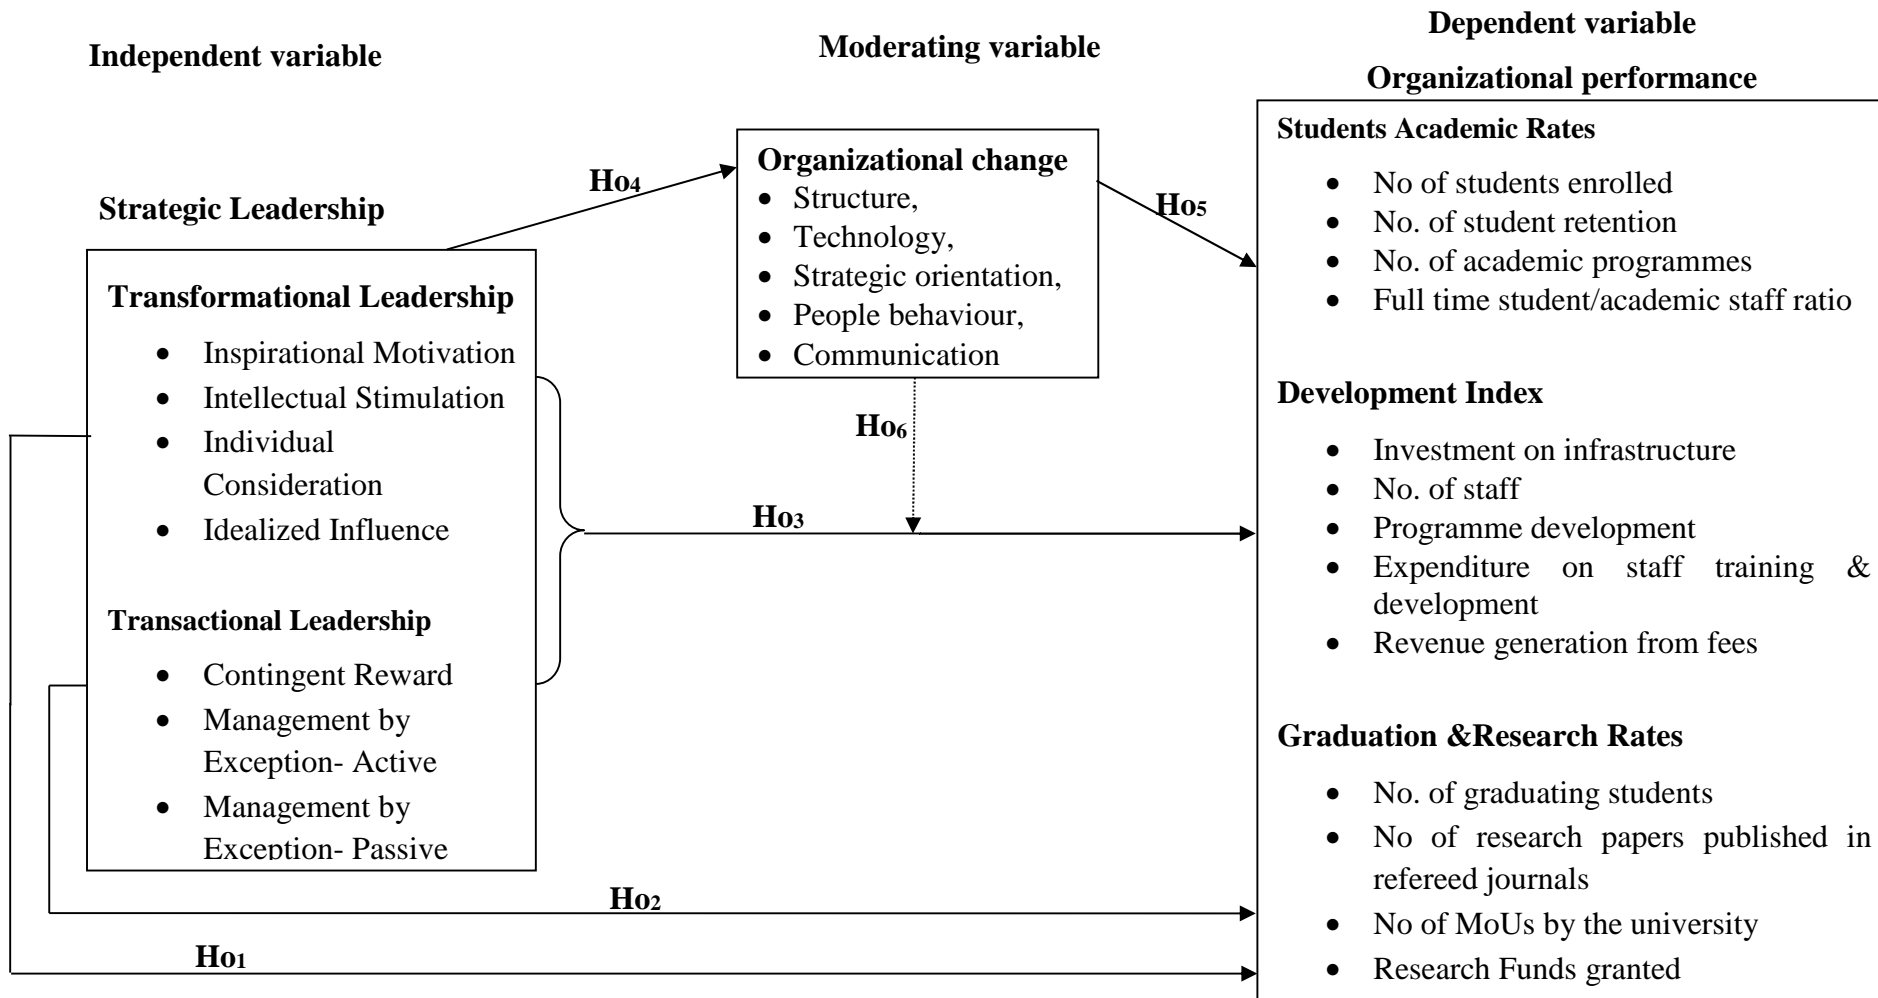 Independent variable
Moderating variable
Dependent variable
Organizational performance
Strategic Leadership
Transformational Leadership
• Inspirational Motivation
• Intellectual Stimulation
• Individual
Consideration
• Idealized Influence
Transactional Leadership
• Contingent Reward
• Management by
Exception- Active
• Management by
Exception- Passive
Ho4
Organizational change
• Structure,
• Technology,
• Strategic orientation,
• People behaviour,
• Communication
Ho5
Ho6
Ho3
Ho2
Ho1
Students Academic Rates
• No of students enrolled
• No. of student retention
• No. of academic programmes
• Full time student/academic staff ratio
Development Index
• Investment on infrastructure
• No. of staff
• Programme development
• Expenditure on staff training &
development
• Revenue generation from fees
Graduation &Research Rates
• No. of graduating students
• No of research papers published in
refereed journals
• No of MoUs by the university
• Research Funds granted